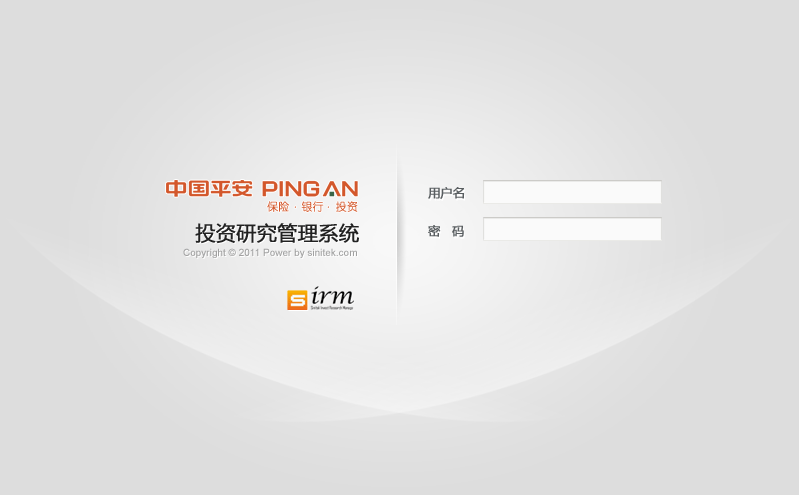 中国平安 PING AN
保险 · 银行 · 投资
投资研究管理系统
Copyright © 2011 Power by sinitek.com
s irm
用户名
密 码